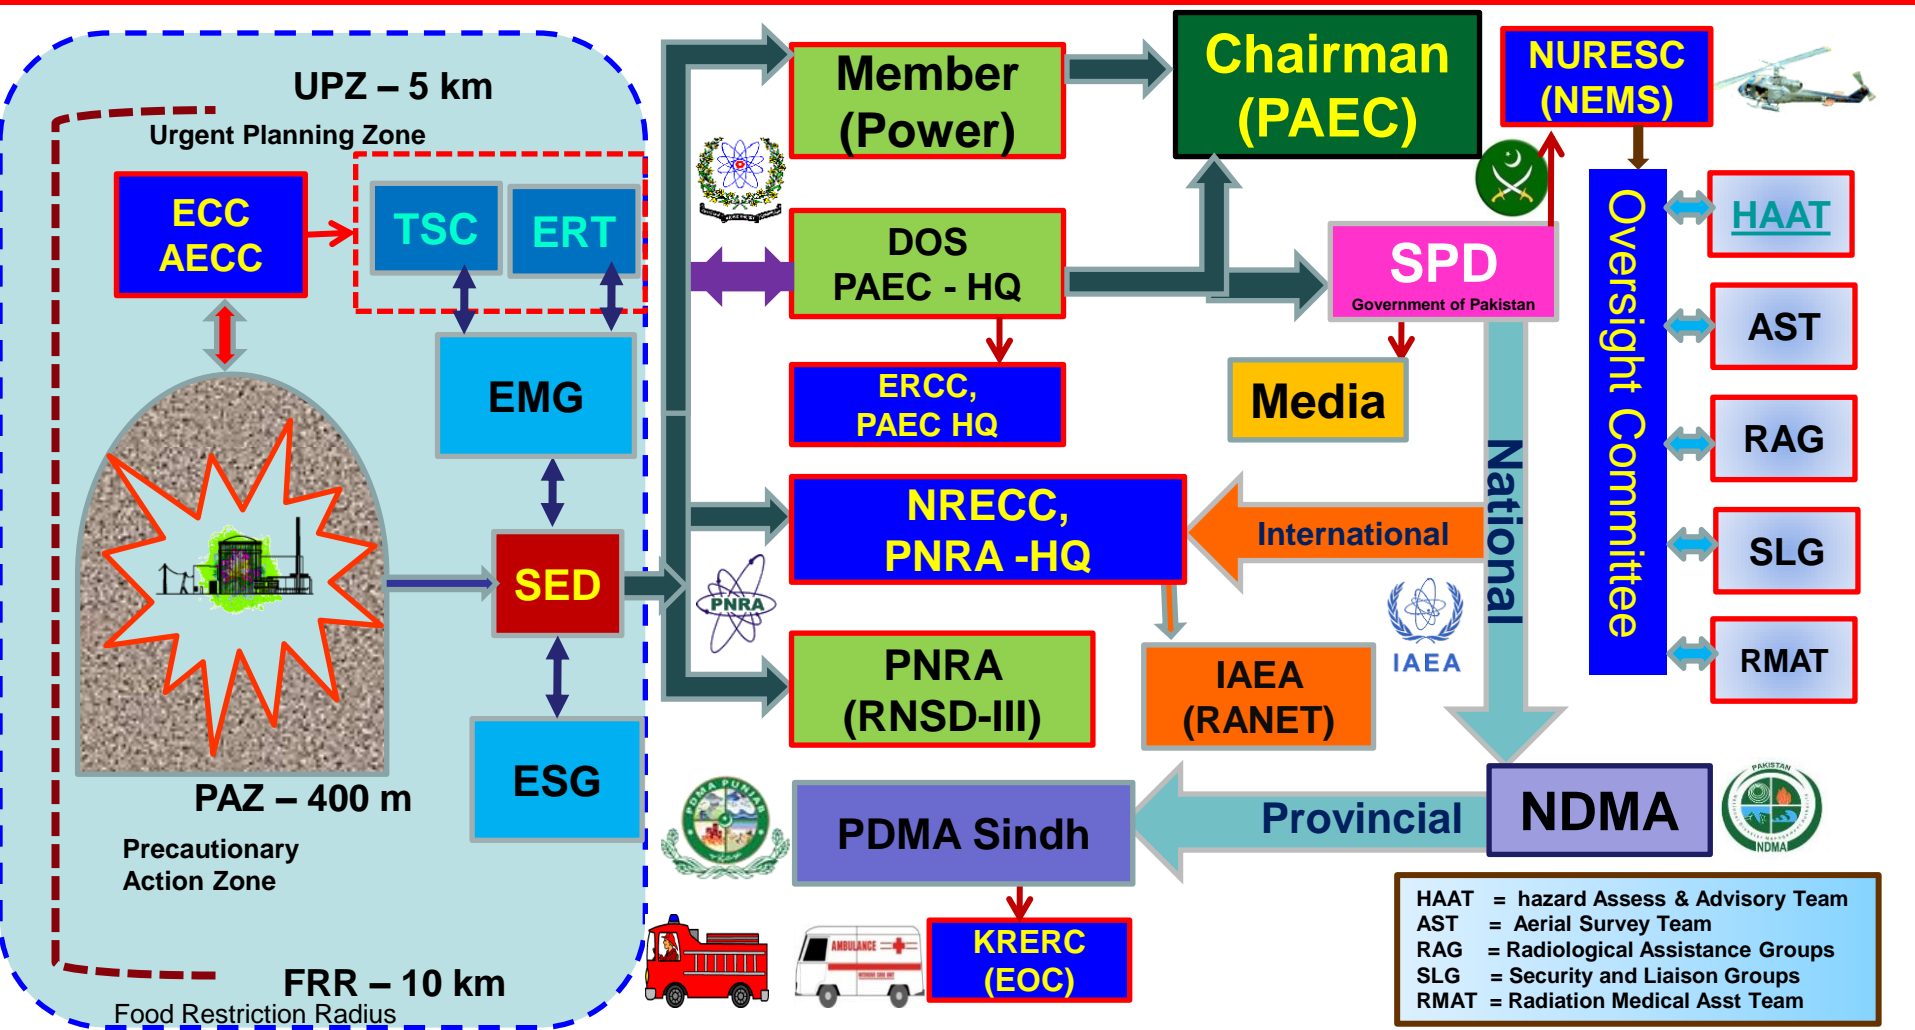 UPZ – 5 km
Urgent Planning Zone
ECC
AECC
TSC
ERT
EMG
SED
ESG
PAZ – 400 m
Precautionary
Action Zone
FRR – 10 km
Food Restriction Radius
Member
(Power)
Chairman
(PAEC)
NURESC
(NEMS)
DOS
PAEC - HQ
SPD
Government of Pakistan
ERCC,
PAEC HQ
Media
NRECC,
PNRA -HQ
International
National
PNRA
PNRA
(RNSD-III)
IAEA
(RANET)
IAEA
Oversight Committee
HAAT
AST
RAG
SLG
RMAT
PDMA PUNJAB
PDMA Sindh
Provincial
NDMA
PAKISTAN
NDMA
AMBULANCE
KRERC
(EOC)
HAAT = hazard Assess & Advisory Team
AST = Aerial Survey Team
RAG = Radiological Assistance Groups
SLG = Security and Liaison Groups
RMAT = Radiation Medical Asst Team